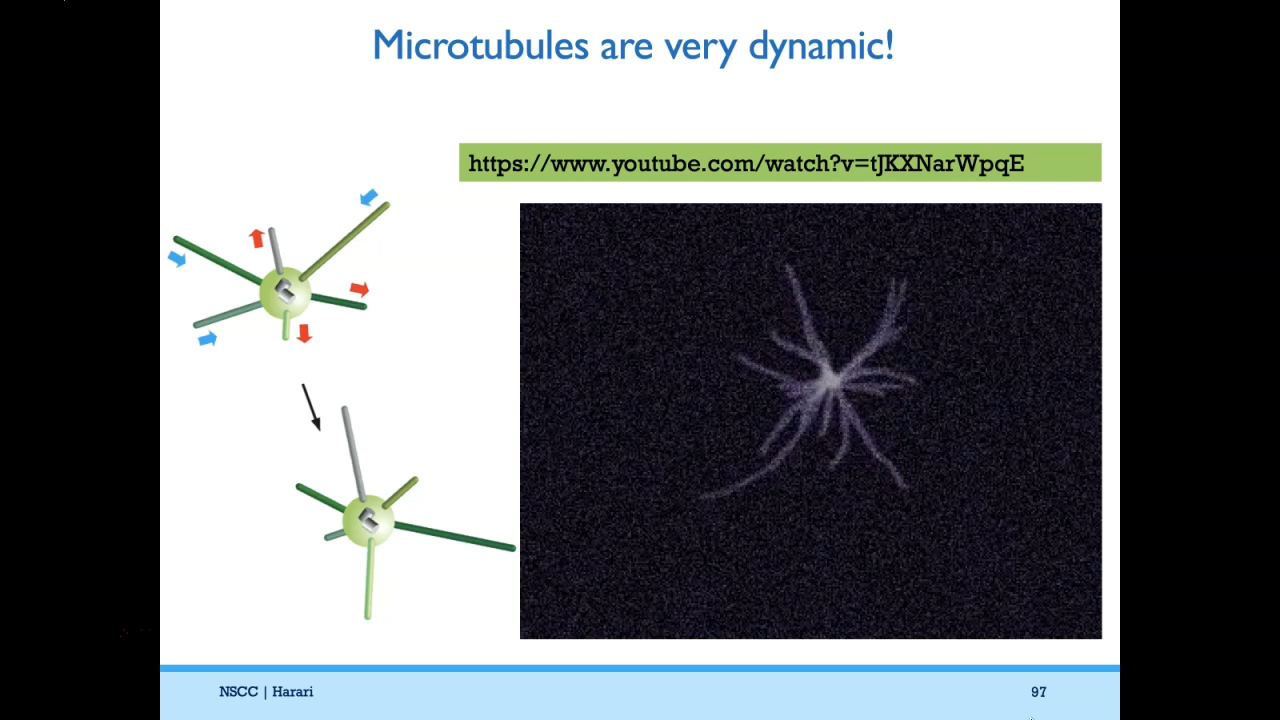 Microtubules are very dynamic!
https://www.youtube.com/watch?v=tJKXNarWpqE
NSCC | Harari
97